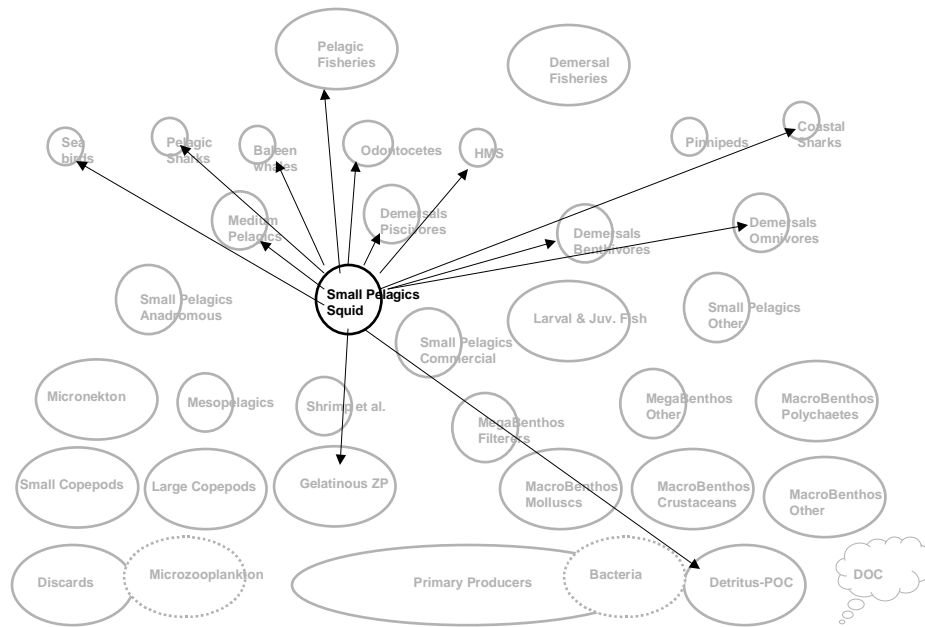 Pelagic
Fisheries
Demersal
Fisheries
Sea
birds
Pelagic
Sharks
Baleen
whales
Odontocetes
HMS
Pinnipeds
Coastal
Sharks
Medium
Pelagics
Demersals
Piscivores
Demersals
Benthivores
Demersals
Omnivores
Small Pelagics
Anadromous
Small Pelagics
Squid
Small Pelagics
Commercial
Larval & Juv. Fish
Small Pelagics
Other
Micronekton
Mesopelagics
Shrimp et al.
MegaBenthos
Filterers
MegaBenthos
Other
MacroBenthos
Polychaetes
Small Copepods
Large Copepods
Gelatinous ZP
MacroBenthos
Molluscs
MacroBenthos
Crustaceans
MacroBenthos
Other
Discards
Microzooplankton
Primary Producers
Bacteria
Detritus-POC
DOC